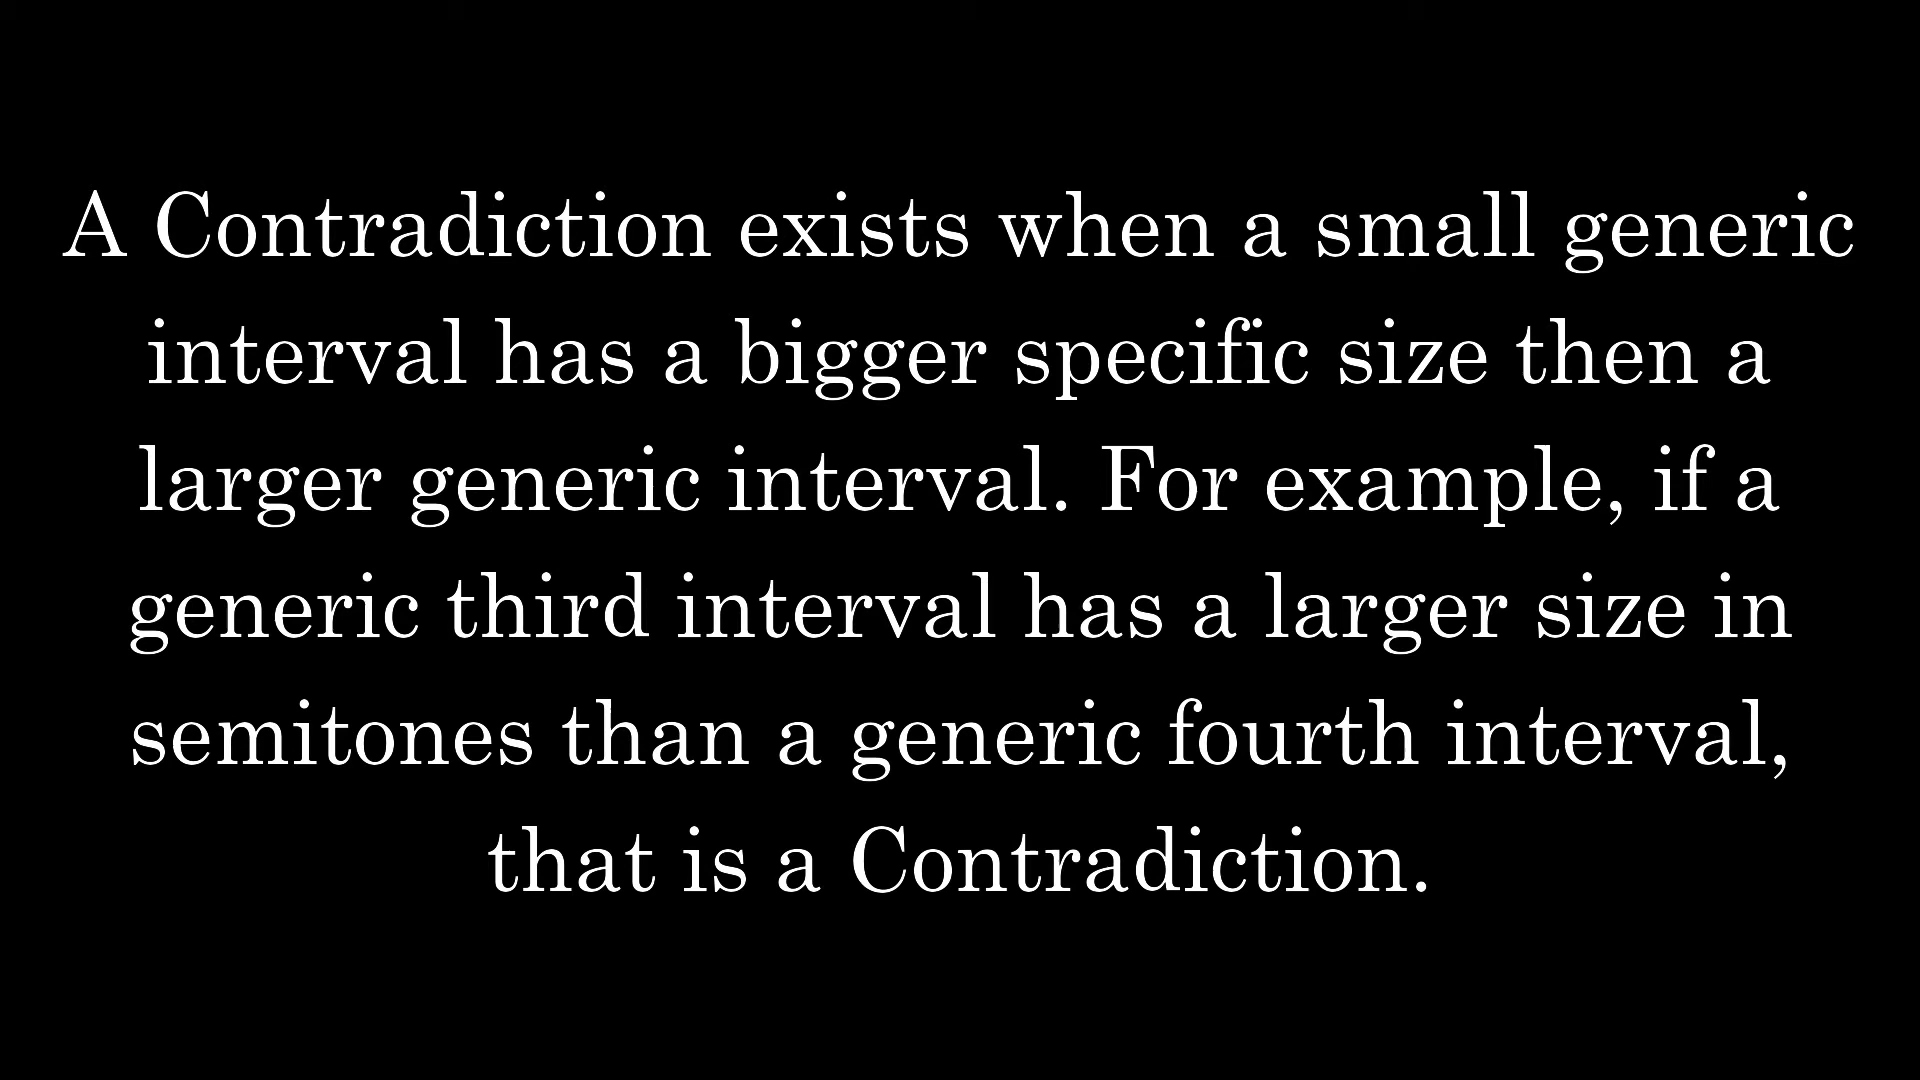 A Contradiction exists when a small generic
interval has a bigger specific size then a
larger generic interval. For example, if a
generic third interval has a larger size in
semitones than a generic fourth interval,
that is a Contradiction.